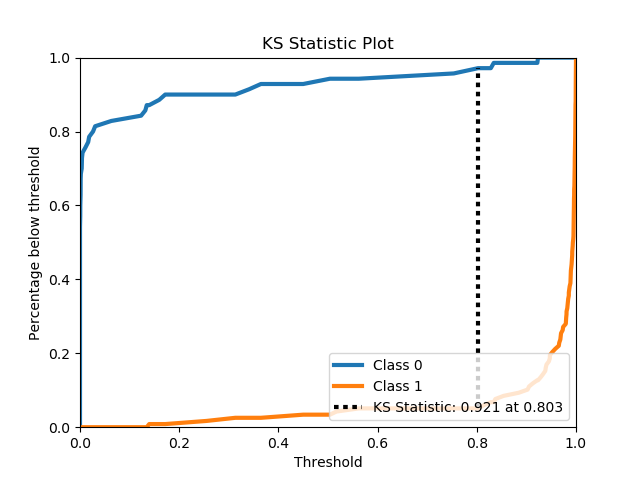 KS Statistic Plot
1.0
0.8
0.6
0.4
0.2
0.0
Percentage below threshold
Class 0
Class 1
KS Statistic: 0.921 at 0.803
0.0 0.2 0.4 0.6 0.8 1.0
Threshold